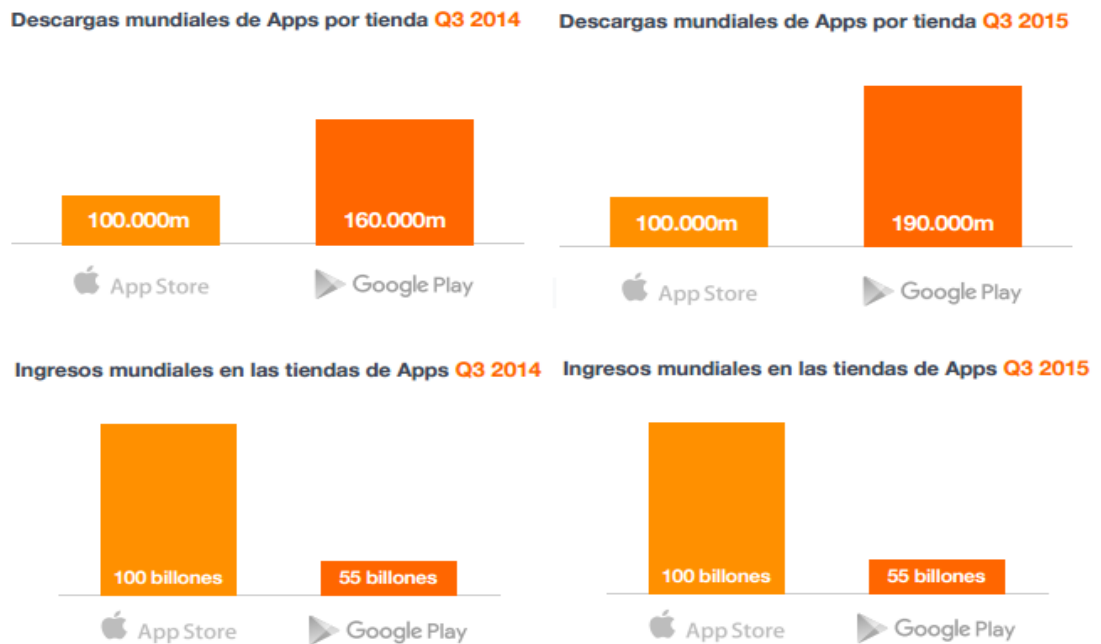 Descargas mundiales de Apps por tienda Q3 2014
100.000m
160.000m
App Store
Google Play
Descargas mundiales de Apps por tienda Q3 2015
100.000m
190.000m
App Store
Google Play
Ingresos mundiales en las tiendas de Apps Q3 2014
100 billones
55 billones
App Store
Google Play
Ingresos mundiales en las tiendas de Apps Q3 2015
100 billones
55 billones
App Store
Google Play